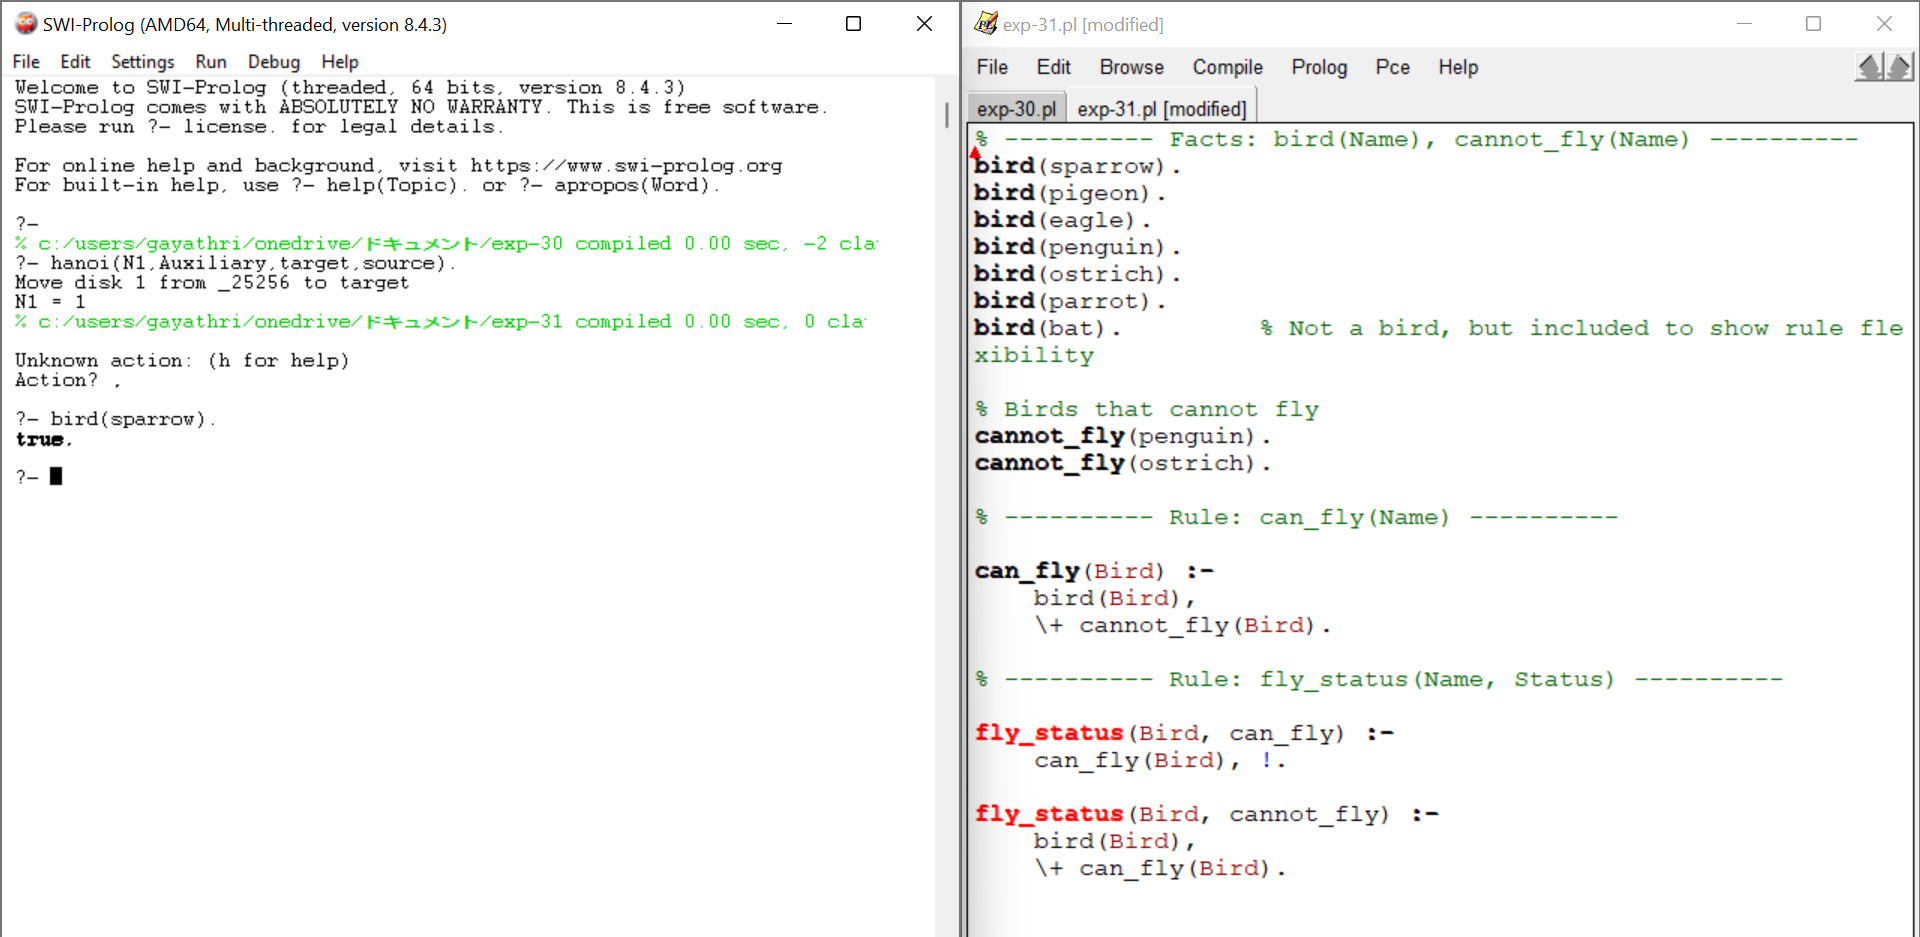 SWI-Prolog (AMD64, Multi-threaded, version 8.4.3)
File Edit Settings Run Debug Help
Welcome to SWI-Prolog (threaded, 64 bits, version 8.4.3)
SWI-Prolog comes with ABSOLUTELY NO WARRANTY. This is free software.
Please run ?- license. for legal details.
For online help and background, visit https://www.swi-prolog.org
For built-in help, use ?- help(Topic). or ?- apropos(Word).
?-
% c:/users/gayathri/onedrive/ドキュメント/exp-30 compiled 0.00 sec, -2 cla
?- hanoi(N1,Auxiliary,target,source).
Move disk 1 from _25256 to target
N1 = 1
% c:/users/gayathri/onedrive/ドキュメント/exp-31 compiled 0.00 sec, 0 cla
Unknown action: (h for help)
Action? .
?- bird(sparrow).
true.
?-
exp-31.pl [modified]
File Edit Browse Compile Prolog Pce Help
exp-30.pl exp-31.pl [modified]
% ---------- Facts: bird(Name), cannot_fly(Name) ----------
bird(sparrow).
bird(pigeon).
bird(eagle).
bird(penguin).
bird(ostrich).
bird(parrot).
bird(bat). % Not a bird, but included to show rule fle
xibility
% Birds that cannot fly
cannot_fly(penguin).
cannot_fly(ostrich).
% ---------- Rule: can_fly(Name) ----------
can_fly(Bird) :-
bird(Bird),
\+ cannot_fly(Bird).
% ---------- Rule: fly_status(Name, Status) ----------
fly_status(Bird, can_fly) :-
can_fly(Bird), !.
fly_status(Bird, cannot_fly) :-
bird(Bird),
\+ can_fly(Bird).